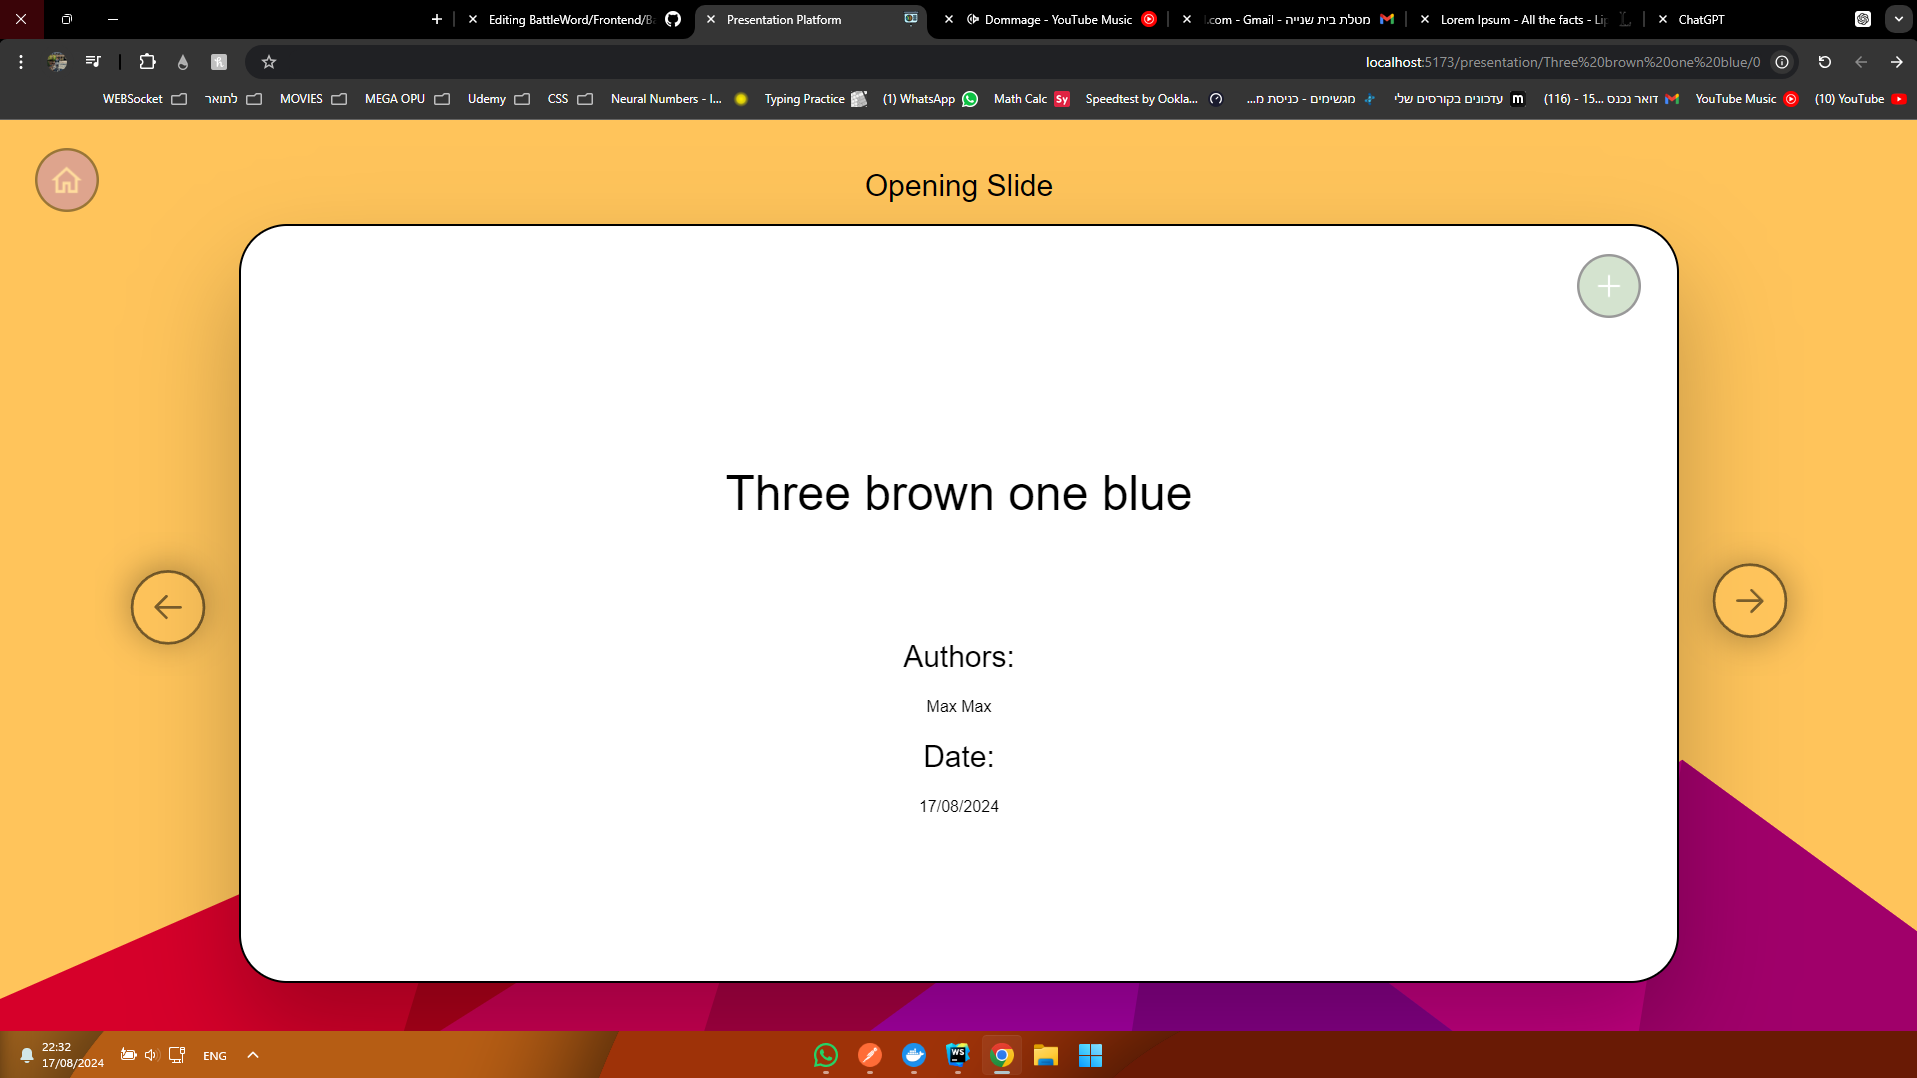 Editing BattleWord/Frontend/Ba
Presentation Platform
Dommage - YouTube Music
מטלת בית שנייה - Gmail - l.com
Lorem Ipsum - All the facts - Lip
ChatGPT
localhost:5173/presentation/Three%20brown%20one%20blue/0
WEBSocket
לתואר
MOVIES
MEGA OPU
Udemy
CSS
Neural Numbers - I...
Typing Practice
(1) WhatsApp
Math Calc
Sy
Speedtest by Ookla...
מגשימים - כניסת מ...
עדכונים בקורסים שלי
m
דואר נכנס ...15 - (116)
YouTube Music
(10) YouTube
Opening Slide
Three brown one blue
Authors:
Max Max
Date:
17/08/2024
22:32
17/08/2024
ENG
WS